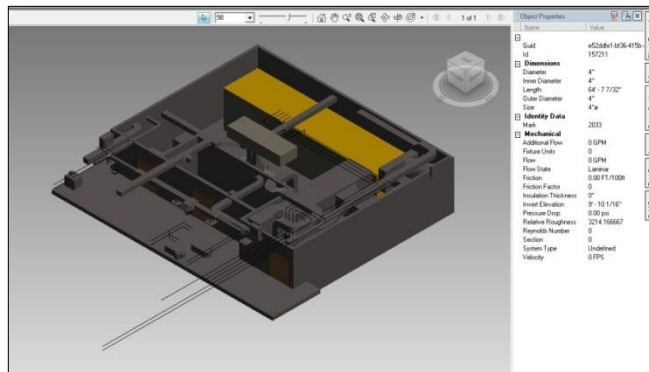 98
1 of 1
Object Properties
Name Value
Guid e52ddfe1-bf36-415b-
Id 157211
Dimensions
Diameter 4"
Inner Diameter 4"
Length 64' - 7 7/32"
Outer Diameter 4"
Size 4"ø
Identity Data
Mark 2033
Mechanical
Additional Flow 0 GPM
Fixture Units 0
Flow 0 GPM
Flow State Laminar
Friction 0.00 FT/100ft
Friction Factor 0
Insulation Thickness 0"
Invert Elevation 9' - 10 1/16"
Pressure Drop 0.00 psi
Relative Roughness 3214.166667
Reynolds Number 0
Section 0
System Type Undefined
Velocity 0 FPS